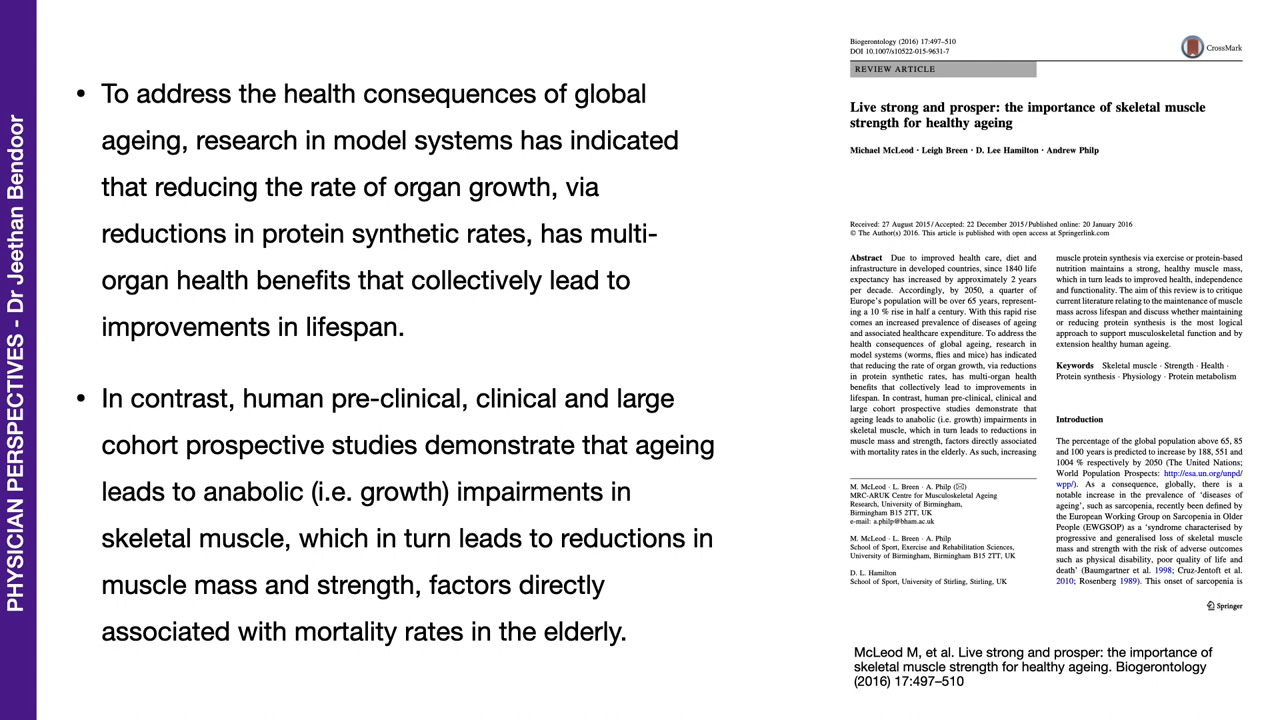 PHYSICIAN PERSPECTIVES - Dr Jeethan Bendoor
• To address the health consequences of global
ageing, research in model systems has indicated
that reducing the rate of organ growth, via
reductions in protein synthetic rates, has multi-
organ health benefits that collectively lead to
improvements in lifespan.
• In contrast, human pre-clinical, clinical and large
cohort prospective studies demonstrate that ageing
leads to anabolic (i.e. growth) impairments in
skeletal muscle, which in turn leads to reductions in
muscle mass and strength, factors directly
associated with mortality rates in the elderly.
Biogerontology (2016) 17:497–510
DOI 10.1007/s10522-015-9631-7
CrossMark
REVIEW ARTICLE
Live strong and prosper: the importance of skeletal muscle
strength for healthy ageing
Michael McLeod · Leigh Breen · D. Lee Hamilton · Andrew Philp
Received: 27 August 2015 / Accepted: 22 December 2015 / Published online: 20 January 2016
© The Author(s) 2016. This article is published with open access at Springerlink.com
Abstract Due to improved health care, diet and
infrastructure in developed countries, since 1840 life
expectancy has increased by approximately 2 years
per decade. Accordingly, by 2050, a quarter of
Europe's population will be over 65 years, represent-
ing a 10 % rise in half a century. With this rapid rise
comes an increased prevalence of diseases of ageing
and associated healthcare expenditure. To address the
health consequences of global ageing, research in
model systems (worms, flies and mice) has indicated
that reducing the rate of organ growth, via reductions
in protein synthetic rates, has multi-organ health
benefits that collectively lead to improvements in
lifespan. In contrast, human pre-clinical, clinical and
large cohort prospective studies demonstrate that
ageing leads to anabolic (i.e. growth) impairments in
skeletal muscle, which in turn leads to reductions in
muscle mass and strength, factors directly associated
with mortality rates in the elderly. As such, increasing
M. McLeod · L. Breen · A. Philp (✉)
MRC-ARUK Centre for Musculoskeletal Ageing
Research, University of Birmingham,
Birmingham B15 2TT, UK
e-mail: a.philp@bham.ac.uk
M. McLeod · L. Breen · A. Philp
School of Sport, Exercise and Rehabilitation Sciences,
University of Birmingham, Birmingham B15 2TT, UK
D. L. Hamilton
School of Sport, University of Stirling, Stirling, UK
muscle protein synthesis via exercise or protein-based
nutrition maintains a strong, healthy muscle mass,
which in turn leads to improved health, independence
and functionality. The aim of this review is to critique
current literature relating to the maintenance of muscle
mass across lifespan and discuss whether maintaining
or reducing protein synthesis is the most logical
approach to support musculoskeletal function and by
extension healthy human ageing.
Keywords Skeletal muscle · Strength · Health ·
Protein synthesis · Physiology · Protein metabolism
Introduction
The percentage of the global population above 65, 85
and 100 years is predicted to increase by 188, 551 and
1004 % respectively by 2050 (The United Nations;
World Population Prospects: http://esa.un.org/unpd/
wpp/). As a consequence, globally, there is a
notable increase in the prevalence of 'diseases of
ageing', such as sarcopenia, recently been defined by
the European Working Group on Sarcopenia in Older
People (EWGSOP) as a 'syndrome characterised by
progressive and generalised loss of skeletal muscle
mass and strength with the risk of adverse outcomes
such as physical disability, poor quality of life and
death' (Baumgartner et al. 1998; Cruz-Jentoft et al.
2010; Rosenberg 1989). This onset of sarcopenia is
Springer
McLeod M, et al. Live strong and prosper: the importance of
skeletal muscle strength for healthy ageing. Biogerontology
(2016) 17:497–510